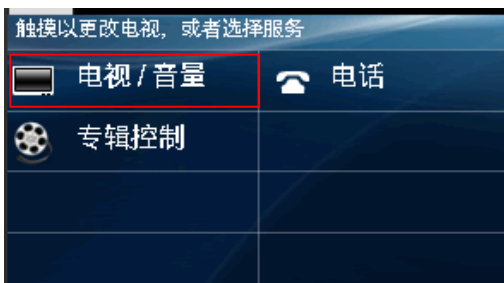 触摸以更改电视，或者选择服务
电视/音量
电话
专辑控制